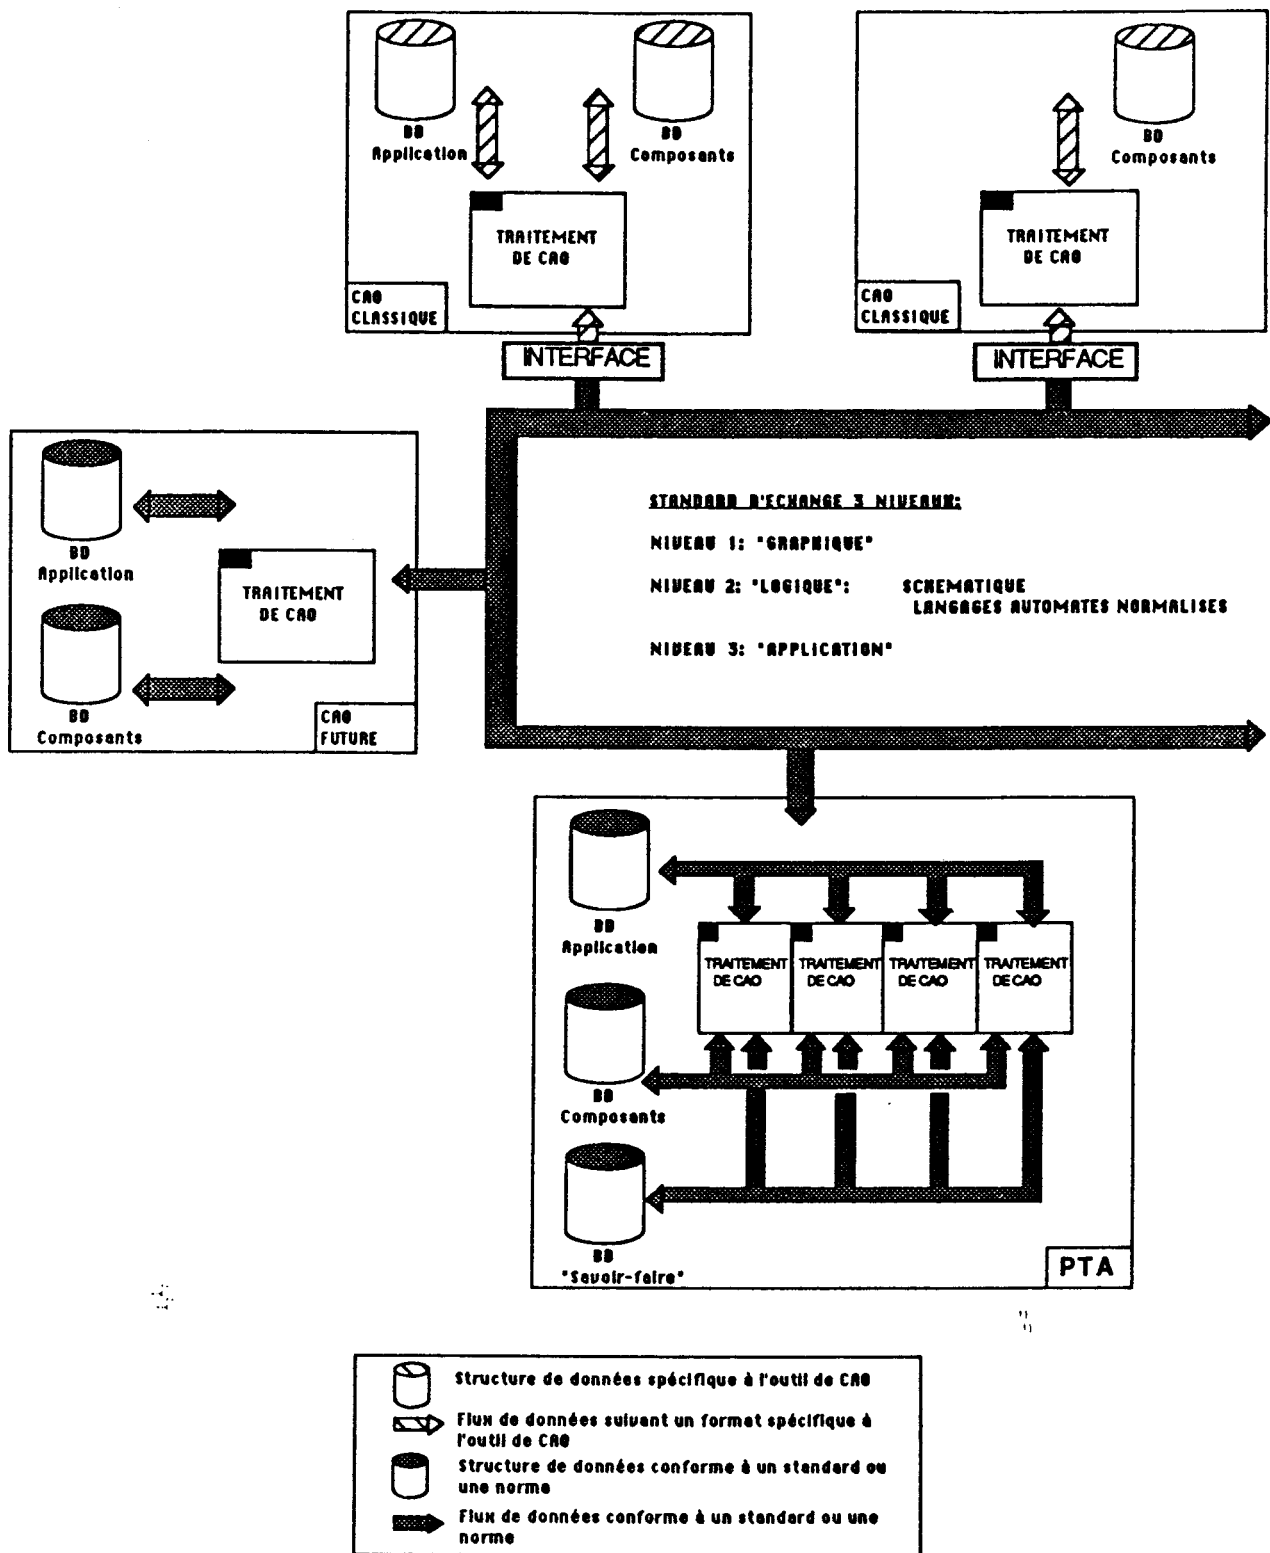 BD
Application
BD
Composants
TRAITEMENT
DE CAO
CAO
CLASSIQUE
INTERFACE
BD
Composants
TRAITEMENT
DE CAO
CAO
CLASSIQUE
INTERFACE
BD
Application
TRAITEMENT
DE CAO
BD
Composants
CAO
FUTURE
STANDARD D'ECHANGE 3 NIVEAUX:
NIVEAU 1: "GRAPHIQUE"
NIVEAU 2: "LOGIQUE": SCHEMATIQUE
LANGAGES AUTOMATES NORMALISES
NIVEAU 3: "APPLICATION"
BD
Application
TRAITEMENT
DE CAO
TRAITEMENT
DE CAO
TRAITEMENT
DE CAO
TRAITEMENT
DE CAO
BD
Composants
BD
"Savoir-faire"
PTA
Structure de données spécifique à l'outil de CAO
Flux de données suivant un format spécifique à
l'outil de CAO
Structure de données conforme à un standard ou
une norme
Flux de données conforme à un standard ou une
norme